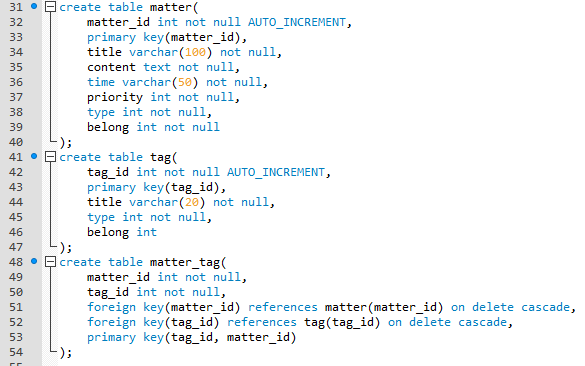 31 create table matter(
32 matter_id int not null AUTO_INCREMENT,
33 primary key(matter_id),
34 title varchar(100) not null,
35 content text not null,
36 time varchar(50) not null,
37 priority int not null,
38 type int not null,
39 belong int not null
40 );
41 create table tag(
42 tag_id int not null AUTO_INCREMENT,
43 primary key(tag_id),
44 title varchar(20) not null,
45 type int not null,
46 belong int
47 );
48 create table matter_tag(
49 matter_id int not null,
50 tag_id int not null,
51 foreign key(matter_id) references matter(matter_id) on delete cascade,
52 foreign key(tag_id) references tag(tag_id) on delete cascade,
53 primary key(tag_id, matter_id)
54 );